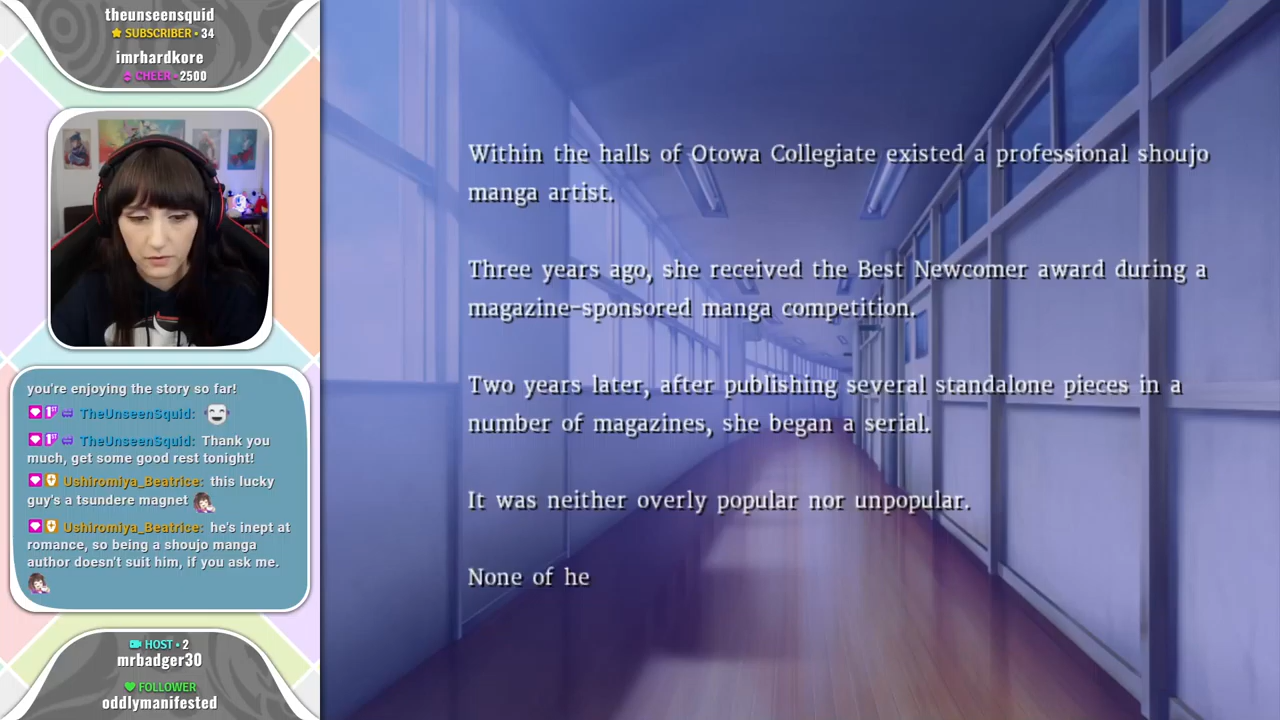 theunseensquid
SUBSCRIBER • 34
imrhardkore
CHEER • 2500
you're enjoying the story so far!
TheUnseenSquid:
TheUnseenSquid: Thank you
much, get some good rest tonight!
Ushiromiya_Beatrice: this lucky
guy's a tsundere magnet
Ushiromiya_Beatrice: he's inept at
romance, so being a shoujo manga
author doesn't suit him, if you ask me.
HOST • 2
mrbadger30
FOLLOWER
oddlymanifested
Within the halls of Otowa Collegiate existed a professional shoujo
manga artist.
Three years ago, she received the Best Newcomer award during a
magazine-sponsored manga competition.
Two years later, after publishing several standalone pieces in a
number of magazines, she began a serial.
It was neither overly popular nor unpopular.
None of he